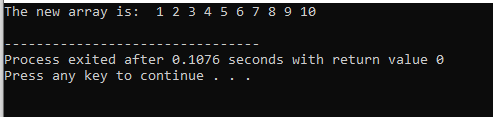 The new array is:  1 2 3 4 5 6 7 8 9 10
--------------------------------
Process exited after 0.1076 seconds with return value 0
Press any key to continue . . .